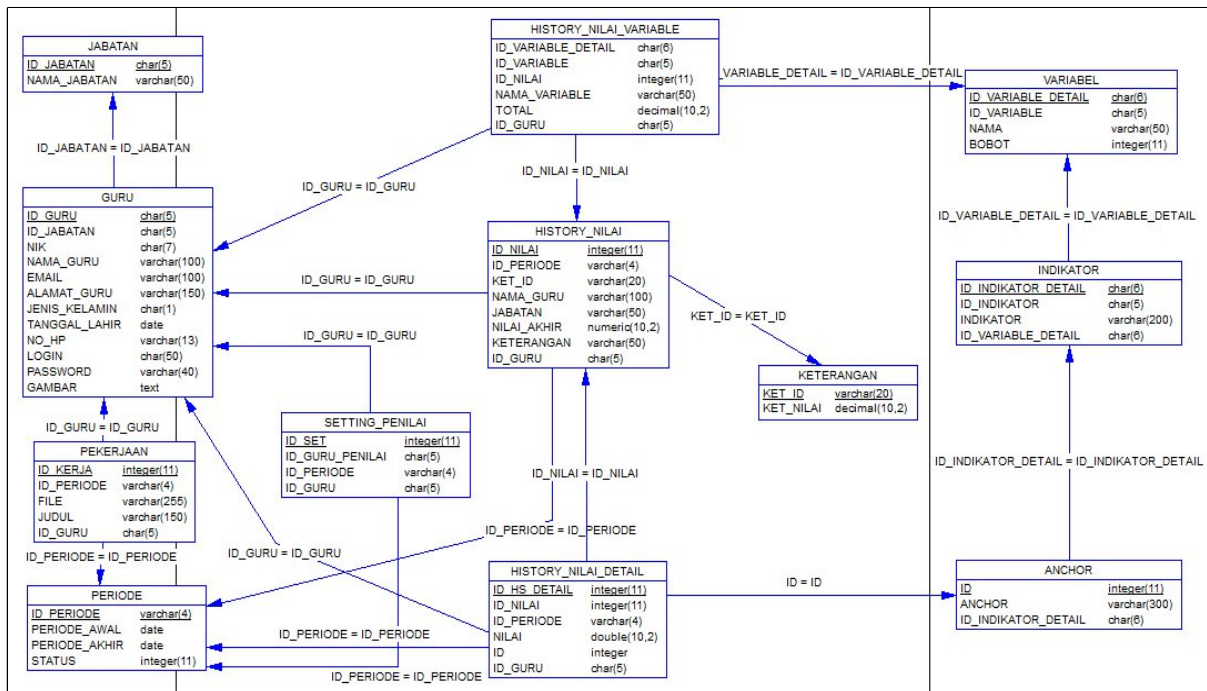 JABATAN
ID_JABATAN char(5)
NAMA_JABATAN varchar(50)
ID_JABATAN = ID_JABATAN
GURU
ID_GURU char(5)
ID_JABATAN char(5)
NIK char(7)
NAMA_GURU varchar(100)
EMAIL varchar(100)
ALAMAT_GURU varchar(150)
JENIS_KELAMIN char(1)
TANGGAL_LAHIR date
NO_HP varchar(13)
LOGIN char(50)
PASSWORD varchar(40)
GAMBAR text
ID_GURU = ID_GURU
PEKERJAAN
ID_KERJA integer(11)
ID_PERIODE varchar(4)
FILE varchar(255)
JUDUL varchar(150)
ID_GURU char(5)
ID_PERIODE = ID_PERIODE
PERIODE
ID_PERIODE varchar(4)
PERIODE_AWAL date
PERIODE_AKHIR date
STATUS integer(11)
HISTORY_NILAI_VARIABLE
ID_VARIABLE_DETAIL char(6)
ID_VARIABLE char(5)
ID_NILAI integer(11)
NAMA_VARIABLE varchar(50)
TOTAL decimal(10,2)
ID_GURU char(5)
VARIABLE_DETAIL = ID_VARIABLE_DETAIL
ID_NILAI = ID_NILAI
ID_GURU = ID_GURU
HISTORY_NILAI
ID_NILAI integer(11)
ID_PERIODE varchar(4)
KET_ID varchar(20)
NAMA_GURU varchar(100)
JABATAN varchar(50)
NILAI_AKHIR numeric(10,2)
KETERANGAN varchar(50)
ID_GURU char(5)
ID_GURU = ID_GURU
ID_GURU = ID_GURU
KET_ID = KET_ID
KETERANGAN
KET_ID varchar(20)
KET_NILAI decimal(10,2)
SETTING_PENILAI
ID_SET integer(11)
ID_GURU_PENILAI char(5)
ID_PERIODE varchar(4)
ID_GURU char(5)
ID_NILAI = ID_NILAI
ID_PERIODE = ID_PERIODE
ID_GURU = ID_GURU
HISTORY_NILAI_DETAIL
ID_HS_DETAIL integer(11)
ID_NILAI integer(11)
ID_PERIODE varchar(4)
NILAI double(10,2)
ID integer
ID_GURU char(5)
ID_PERIODE = ID_PERIODE
ID_PERIODE = ID_PERIODE
ID = ID
VARIABEL
ID_VARIABLE_DETAIL char(6)
ID_VARIABLE char(5)
NAMA varchar(50)
BOBOT integer(11)
ID_VARIABLE_DETAIL = ID_VARIABLE_DETAIL
INDIKATOR
ID_INDIKATOR_DETAIL char(6)
ID_INDIKATOR char(5)
INDIKATOR varchar(200)
ID_VARIABLE_DETAIL char(6)
ID_INDIKATOR_DETAIL = ID_INDIKATOR_DETAIL
ANCHOR
ID integer(11)
ANCHOR varchar(300)
ID_INDIKATOR_DETAIL char(6)